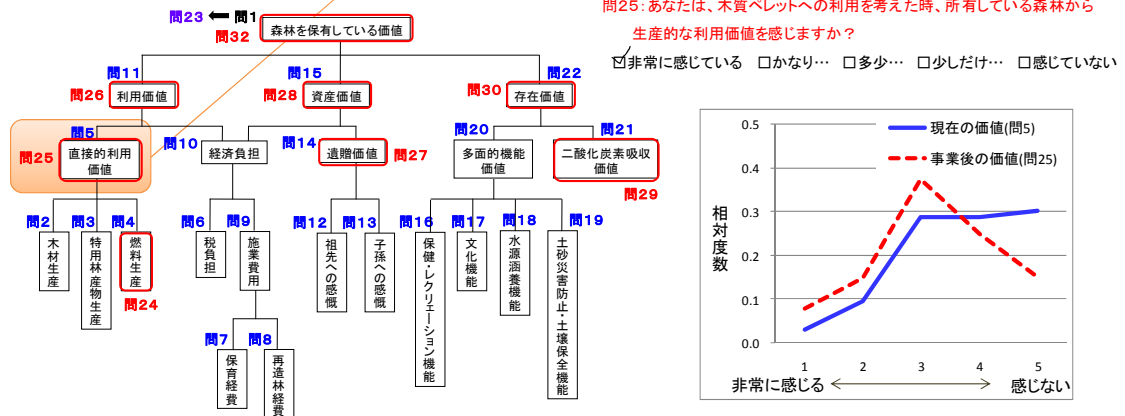 問23 ← 問1
問32
森林を保有している価値
問11
問15
問22
問26
利用価値
問28
資産価値
問30
存在価値
問5
問10
問14
問20
問21
問25
直接的利用
価値
経済負担
遺贈価値
問27
多面的機能
価値
二酸化炭素吸収
価値
問29
問2
問3
問4
問6
問9
問12
問13
問16
問17
問18
問19
木材生産
特用林産物生産
燃料生産
問24
税負担
施業費用
祖先への感慨
子孫への感慨
保健・レクリェーション機能
文化機能
水源涵養機能
土砂災害防止・土壌保全機能
問7
問8
保育経費
再造林経費
問25：あなたは、木質ペレットへの利用を考えた時、所有している森林から
生産的な利用価値を感じますか？
☑非常に感じている □かなり… □多少… □少しだけ… □感じていない
現在の価値(問5)
事業後の価値(問25)
相対度数
0.5
0.4
0.3
0.2
0.1
0.0
1 2 3 4 5
非常に感じる ←→ 感じない